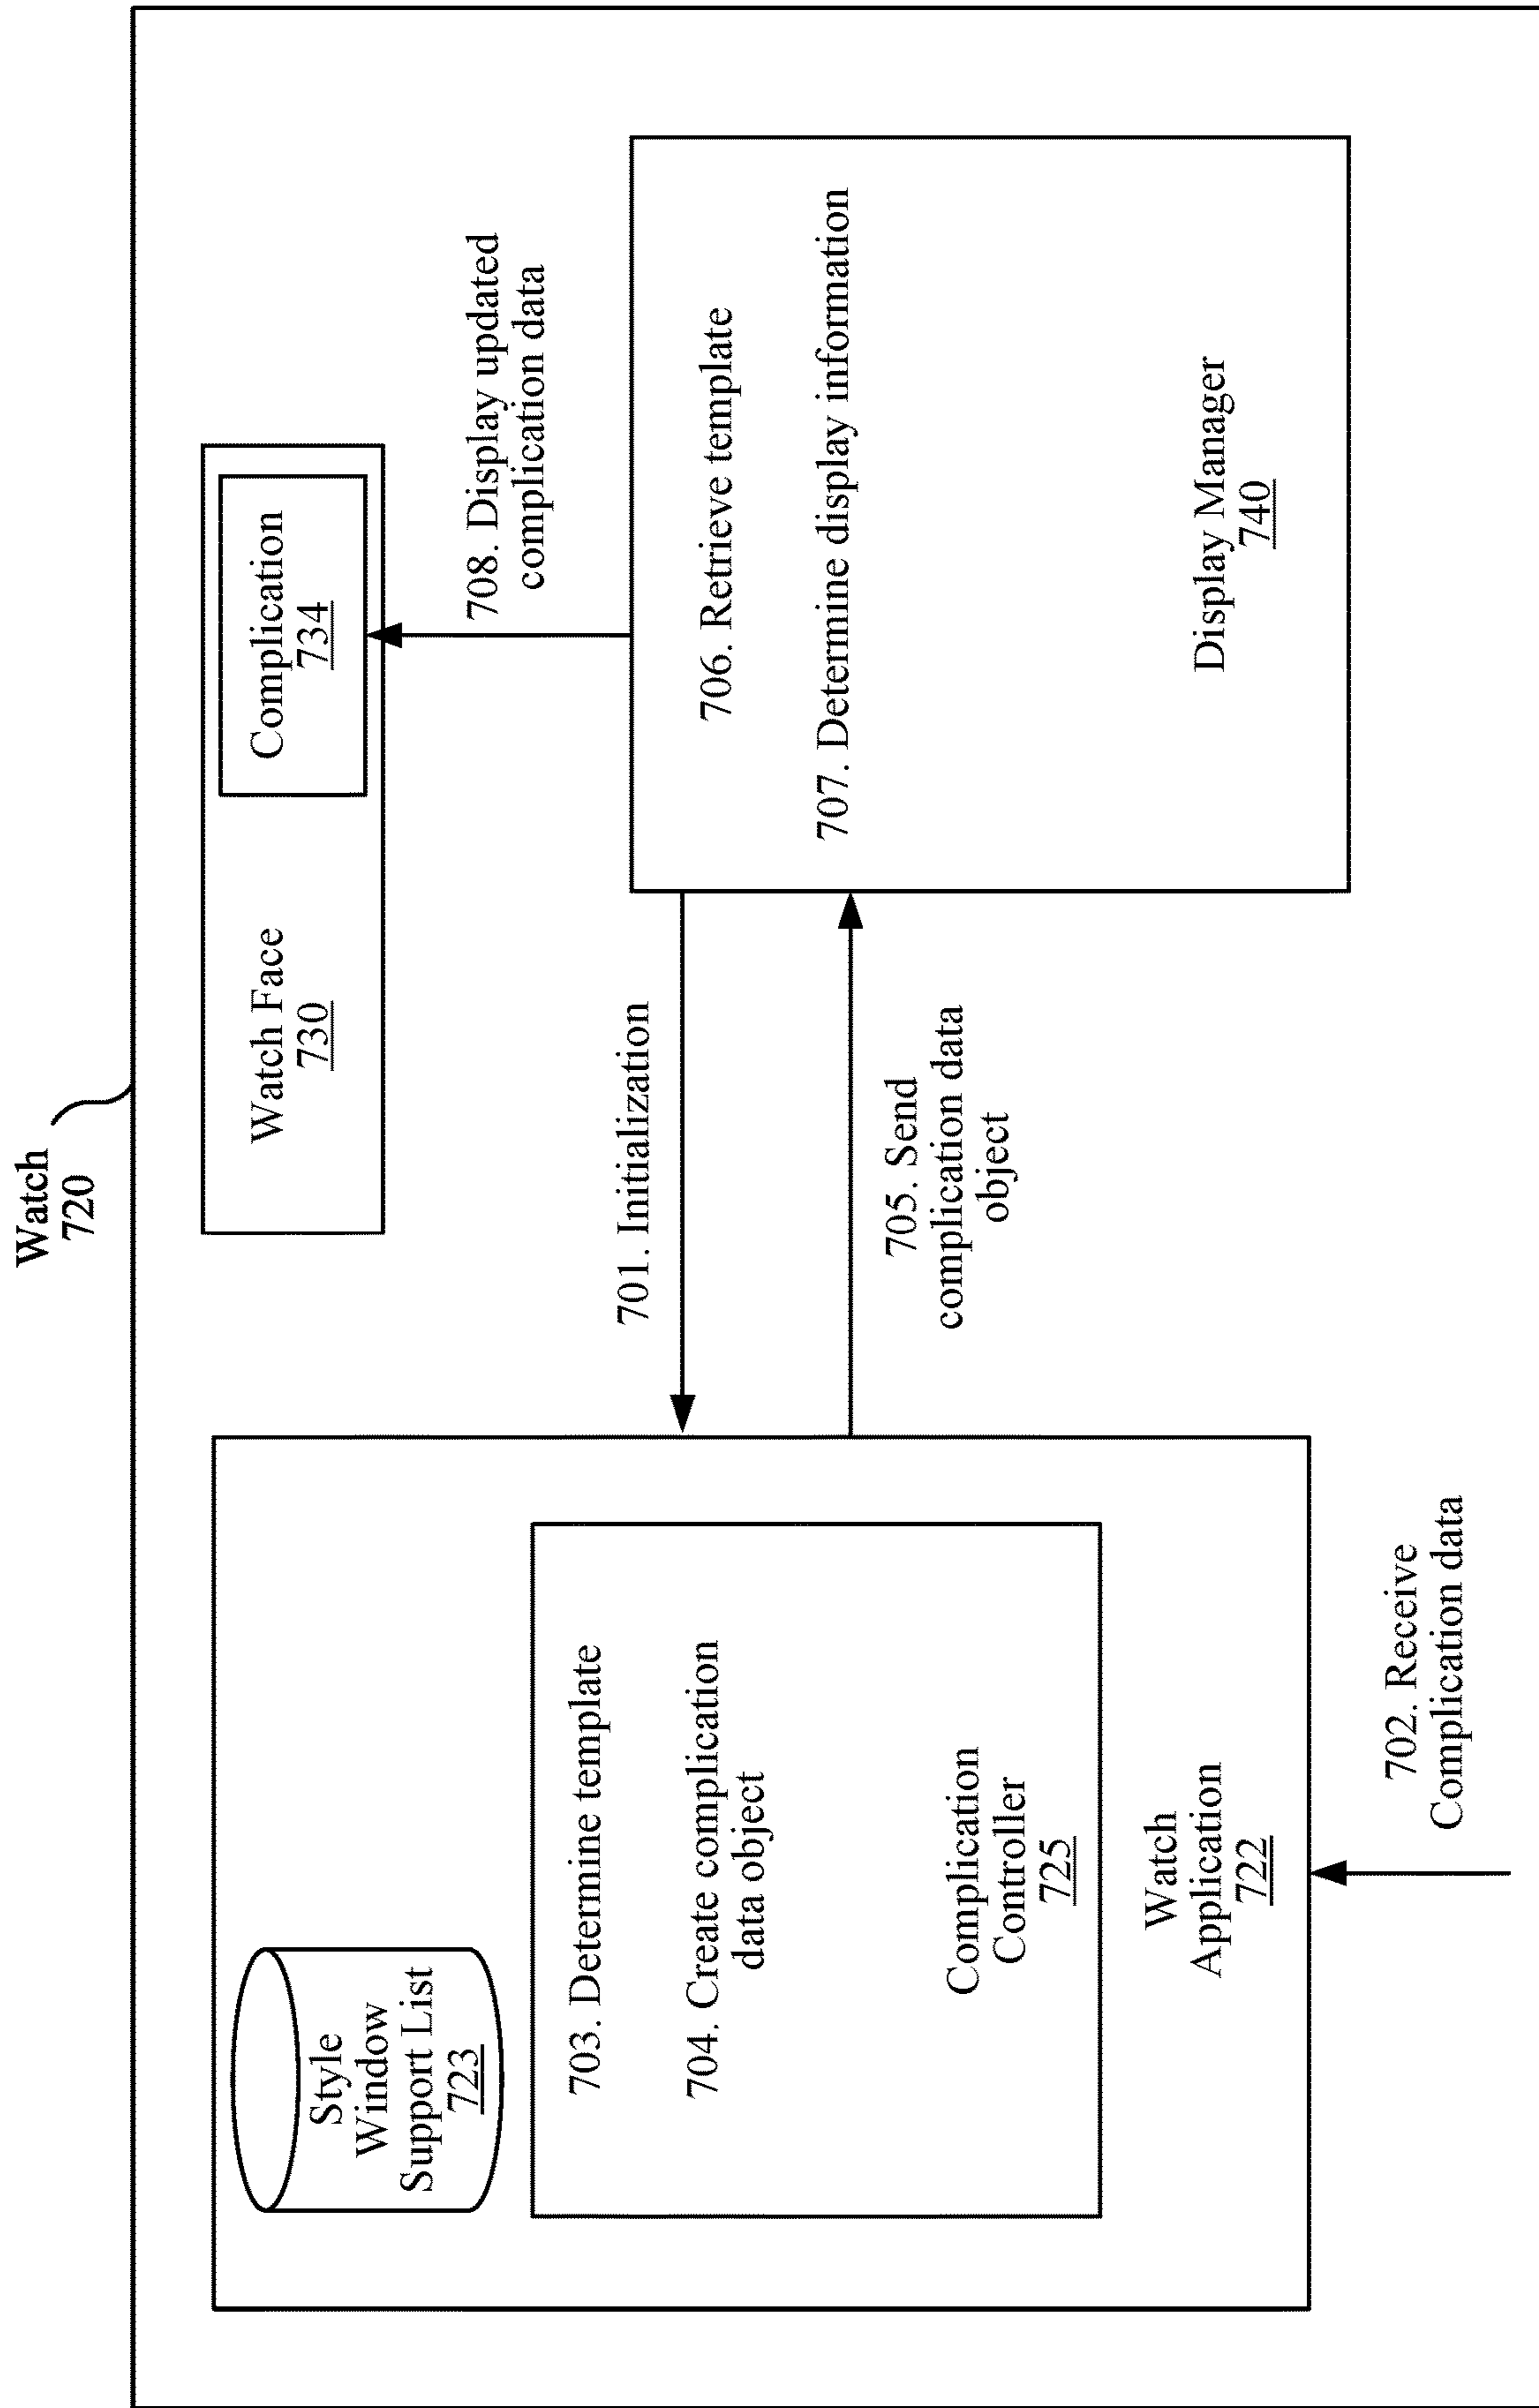 Watch
720
Style
Window
Support List
723
703. Determine template
704. Create complication
data object
Complication
Controller
725
Watch
Application
722
702. Receive
Complication data
701. Initialization
705. Send
complication data
object
Watch Face
730
Complication
734
708. Display updated
complication data
706. Retrieve template
707. Determine display information
Display Manager
740